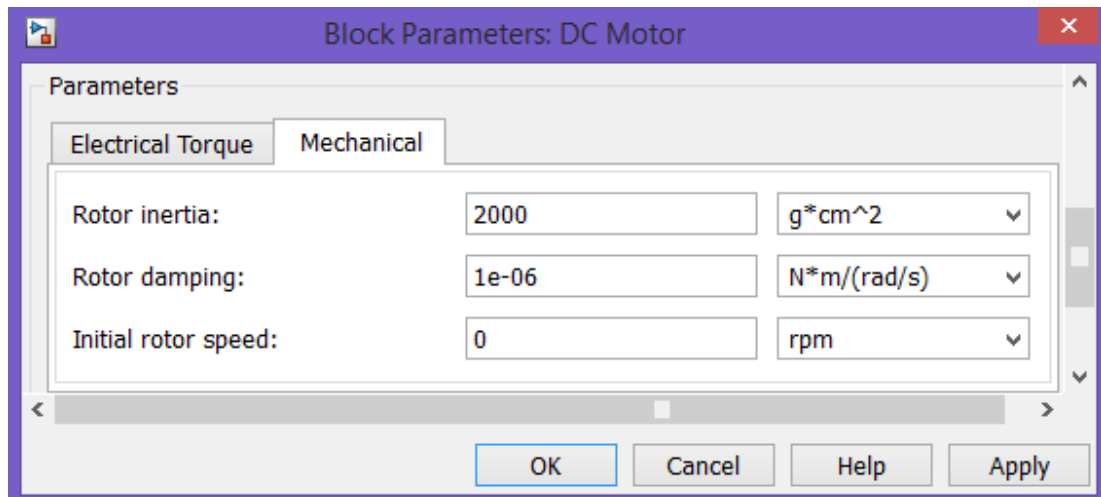 Block Parameters: DC Motor
Parameters
Electrical Torque Mechanical
Rotor inertia: 2000 g*cm^2
Rotor damping: 1e-06 N*m/(rad/s)
Initial rotor speed: 0 rpm
OK Cancel Help Apply